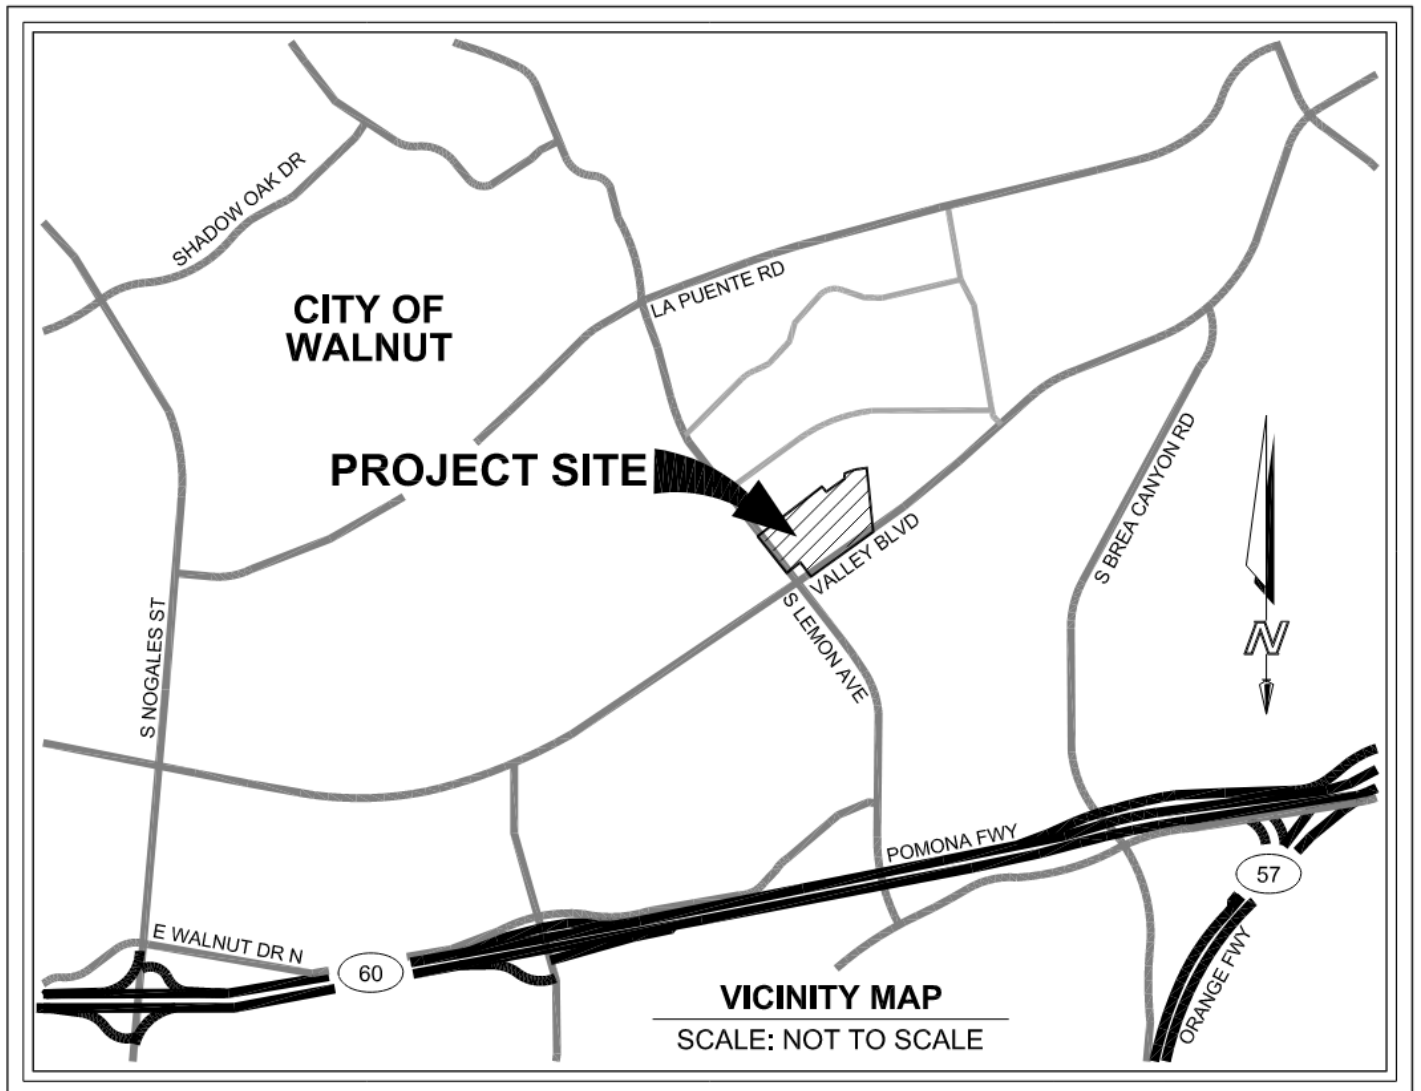 SHADOW OAK DR
CITY OF
WALNUT
LA PUENTE RD
PROJECT SITE
VALLEY BLVD
S BREA CANYON RD
S LEMON AVE
S NOGALES ST
N
POMONA FWY
57
E WALNUT DR N
60
ORANGE FWY
VICINITY MAP
SCALE: NOT TO SCALE